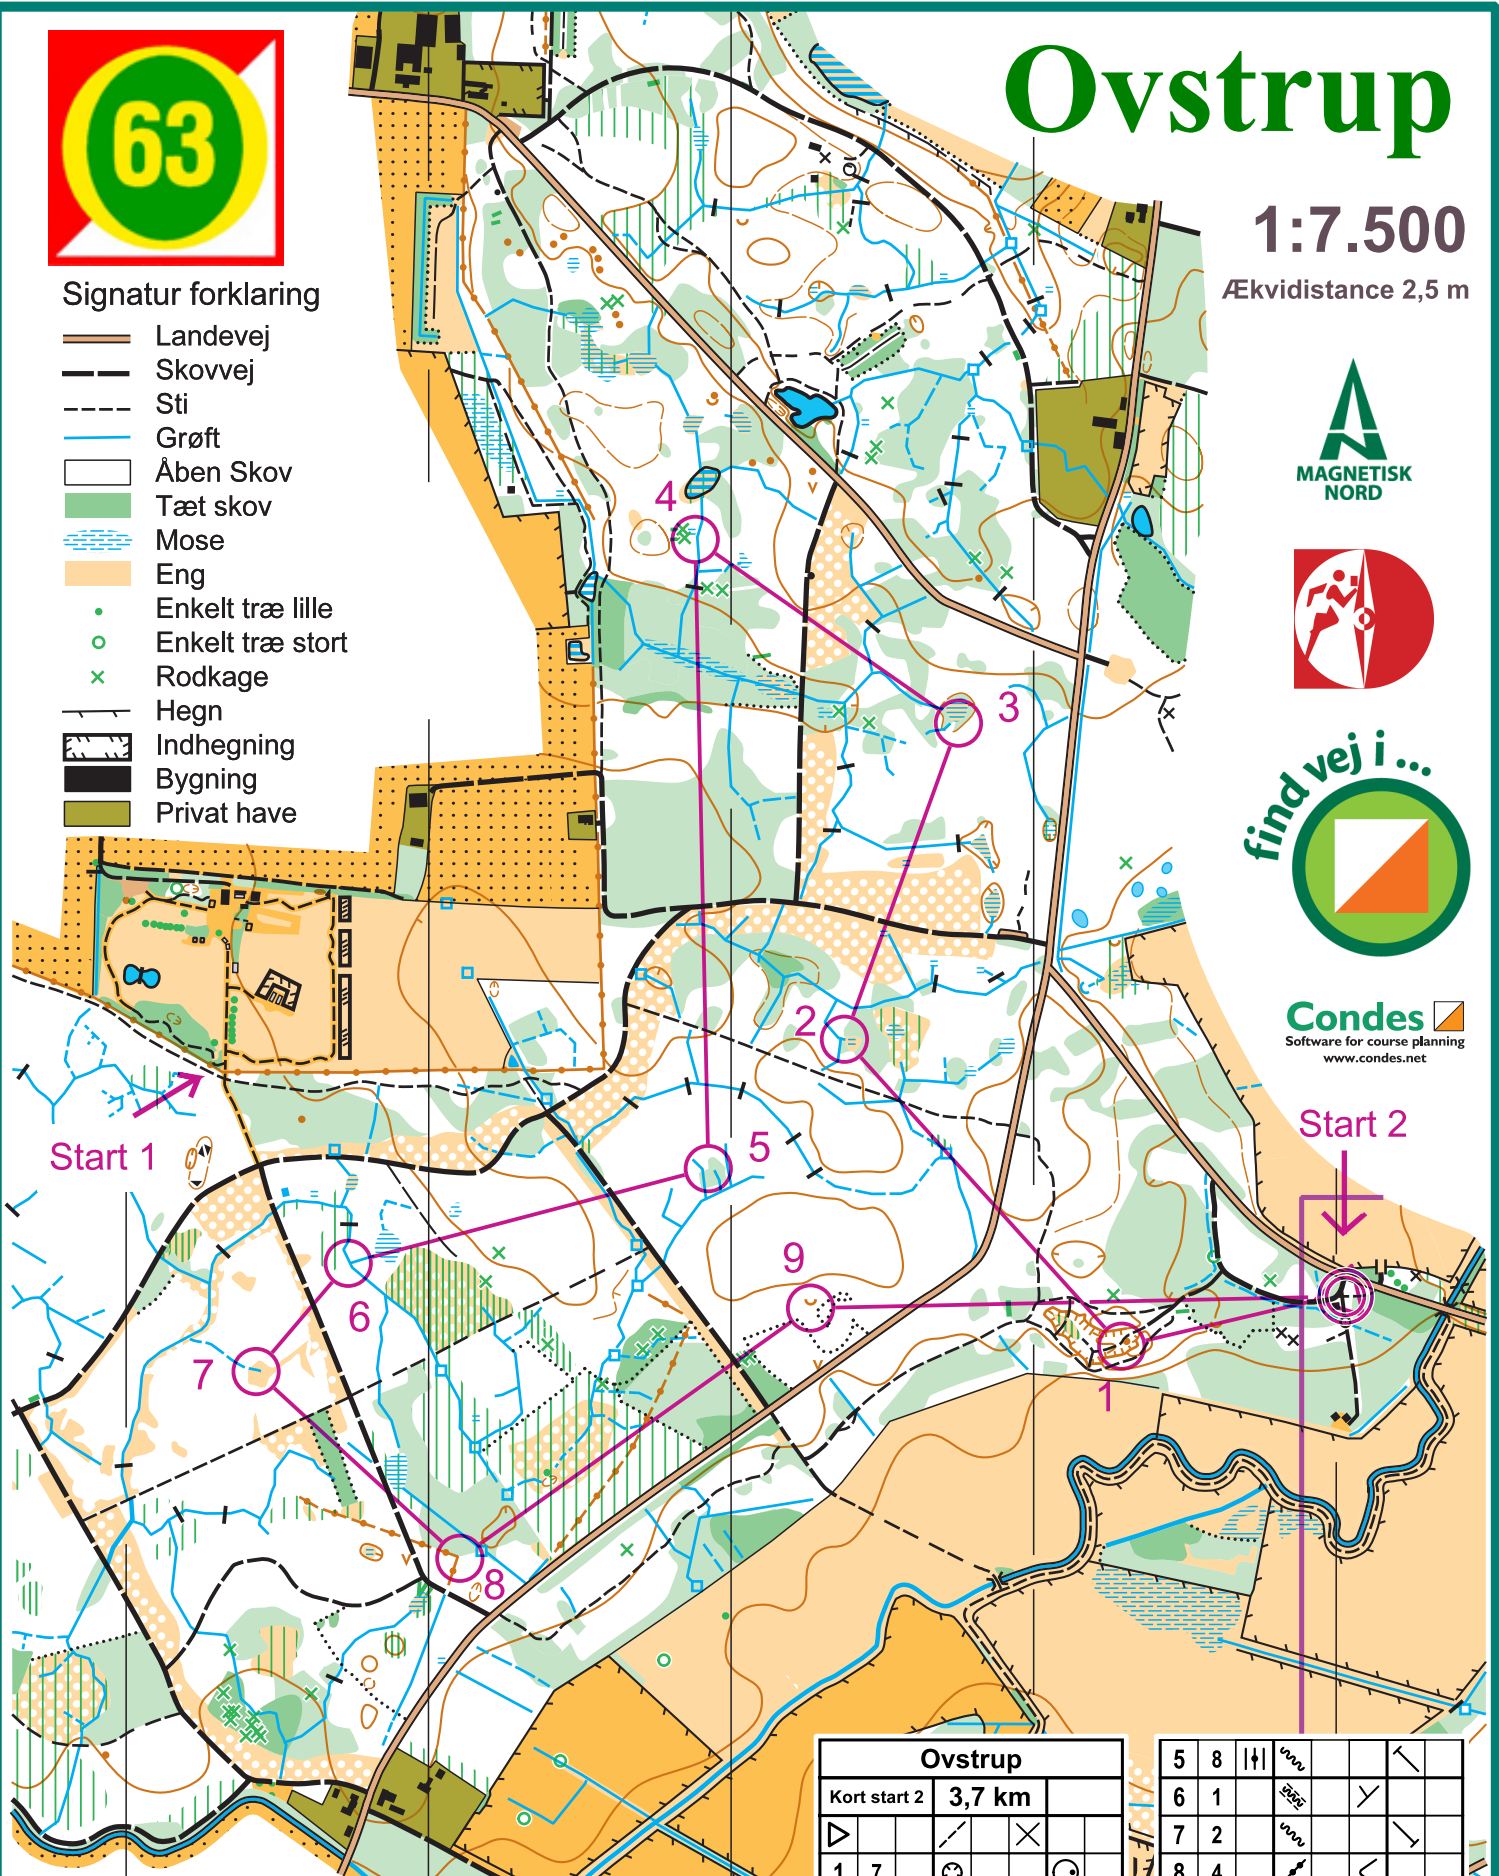 63
Ovstrup
1:7.500
Ækvidistance 2,5 m
Signatur forklaring
Landevej
Skovvej
Sti
Grøft
Åben Skov
Tæt skov
Mose
Eng
Enkelt træ lille
Enkelt træ stort
Rodkage
Hegn
Indhegning
Bygning
Privat have
MAGNETISK
NORD
find vej i ...
Condes
Software for course planning
www.condes.net
4
3
2
5
Start 1
Start 2
9
6
7
1
8
Ovstrup
Kort start 2 3,7 km
1 7
5 8
6 1
7 2
8 4